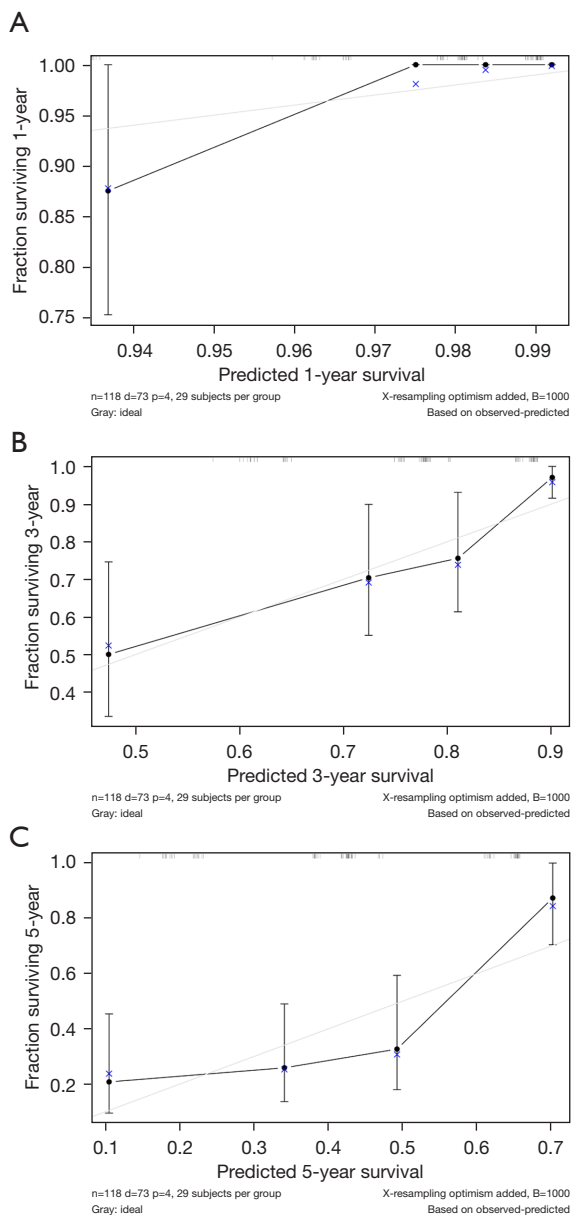 A
Fraction surviving 1-year
1.00
0.95
0.90
0.85
0.80
0.75
0.94 0.95 0.96 0.97 0.98 0.99
Predicted 1-year survival
n=118 d=73 p=4, 29 subjects per group X-resampling optimism added, B=1000
Gray: ideal Based on observed-predicted
B
Fraction surviving 3-year
1.0
0.9
0.8
0.7
0.6
0.5
0.4
0.5 0.6 0.7 0.8 0.9
Predicted 3-year survival
n=118 d=73 p=4, 29 subjects per group X-resampling optimism added, B=1000
Gray: ideal Based on observed-predicted
C
Fraction surviving 5-year
1.0
0.8
0.6
0.4
0.2
0.1 0.2 0.3 0.4 0.5 0.6 0.7
Predicted 5-year survival
n=118 d=73 p=4, 29 subjects per group X-resampling optimism added, B=1000
Gray: ideal Based on observed-predicted